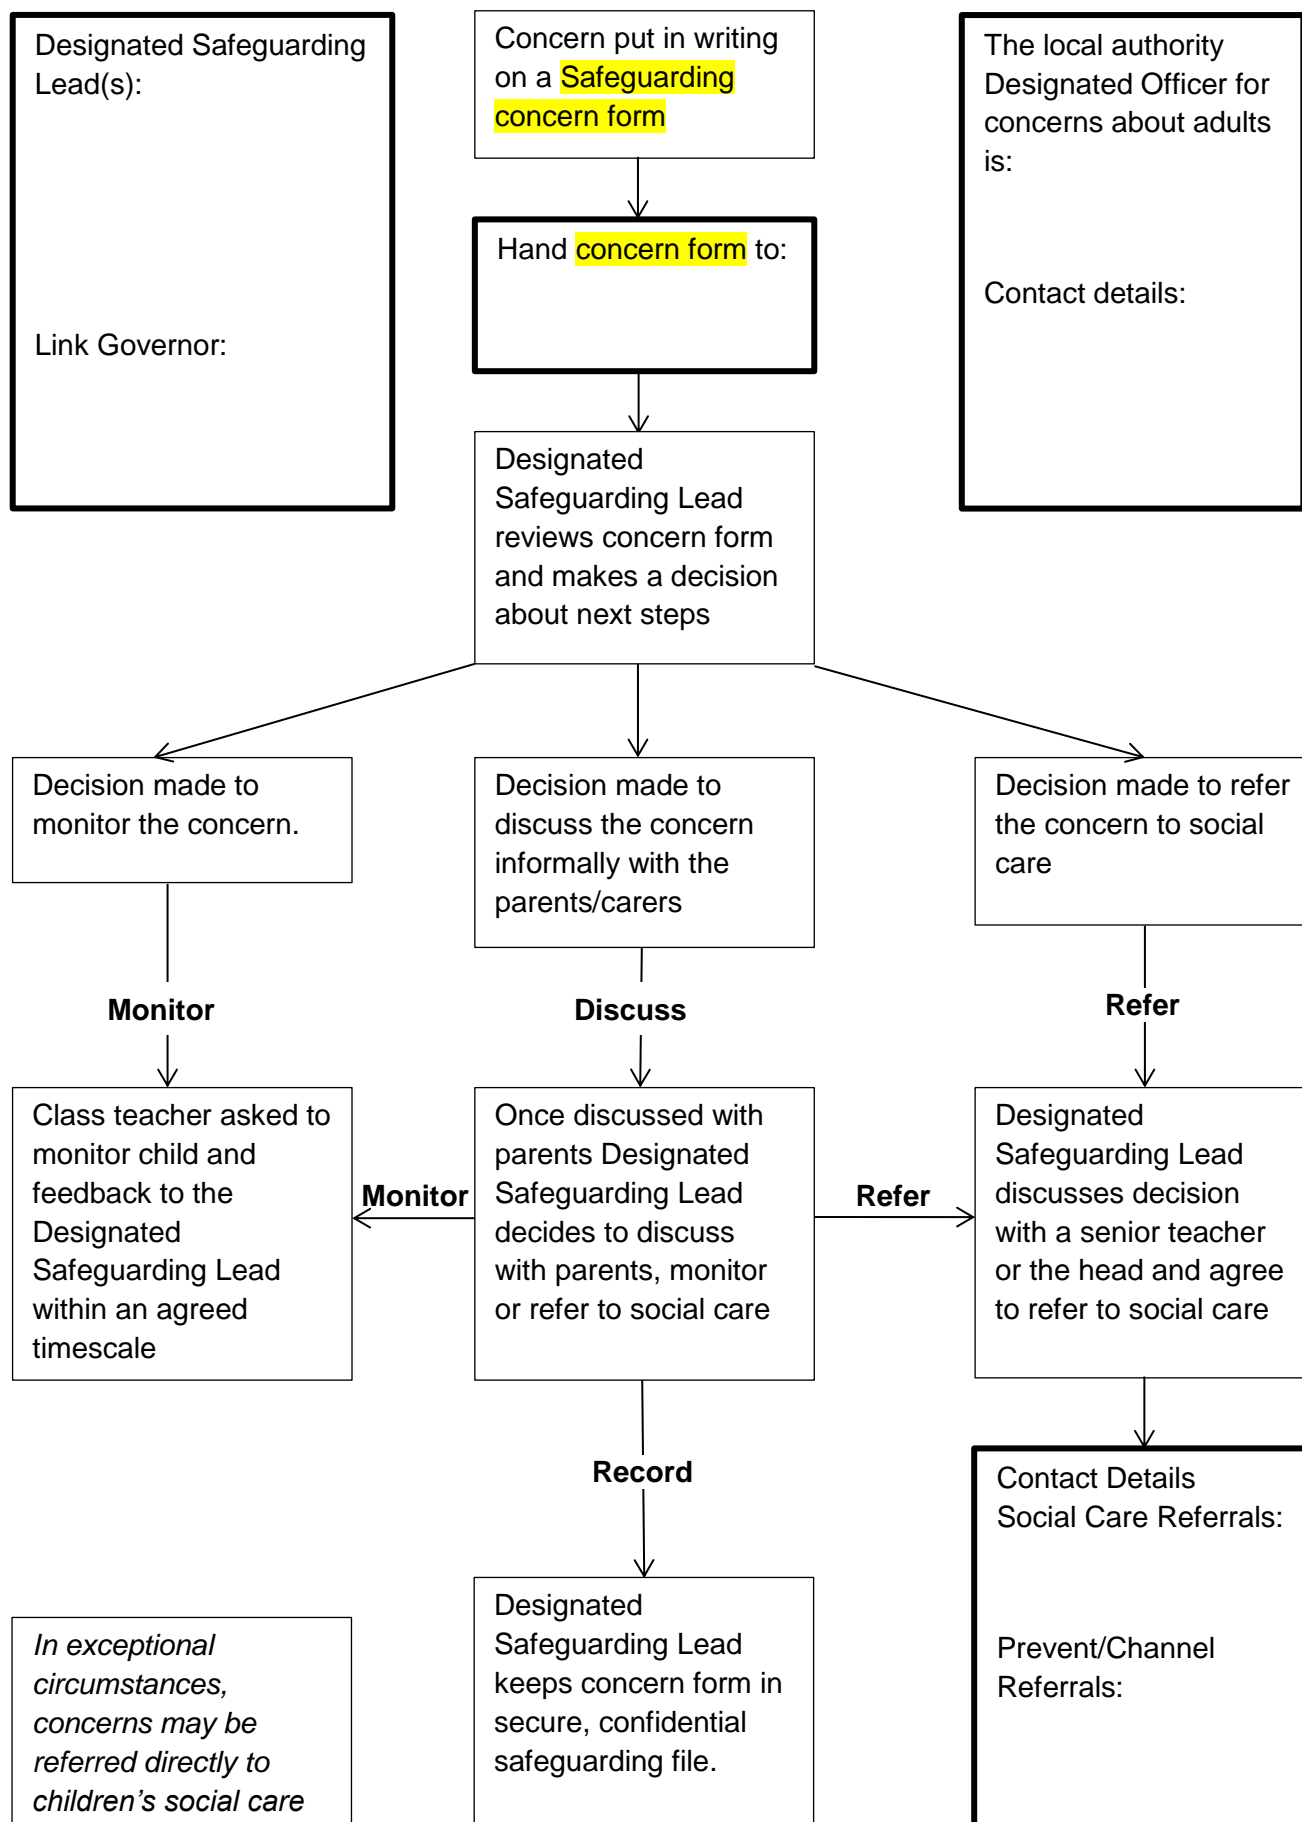 Designated Safeguarding
Lead(s):
Link Governor:
Concern put in writing
on a Safeguarding
concern form
The local authority
Designated Officer for
concerns about adults
is:
Contact details:
Hand concern form to:
Designated
Safeguarding Lead
reviews concern form
and makes a decision
about next steps
Decision made to
monitor the concern.
Decision made to
discuss the concern
informally with the
parents/carers
Decision made to refer
the concern to social
care
Monitor
Discuss
Refer
Class teacher asked to
monitor child and
feedback to the
Designated
Safeguarding Lead
within an agreed
timescale
Monitor
Once discussed with
parents Designated
Safeguarding Lead
decides to discuss
with parents, monitor
or refer to social care
Refer
Designated
Safeguarding Lead
discusses decision
with a senior teacher
or the head and agree
to refer to social care
Record
Contact Details
Social Care Referrals:
Prevent/Channel
Referrals:
Designated
Safeguarding Lead
keeps concern form in
secure, confidential
safeguarding file.
In exceptional
circumstances,
concerns may be
referred directly to
children’s social care